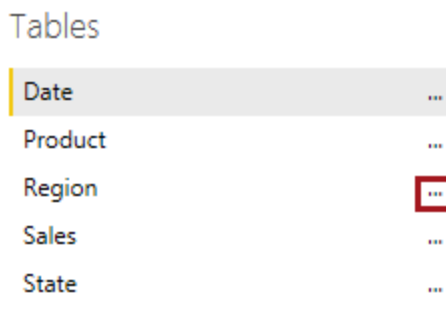 Tables
Date ...
Product ...
Region ...
Sales ...
State ...